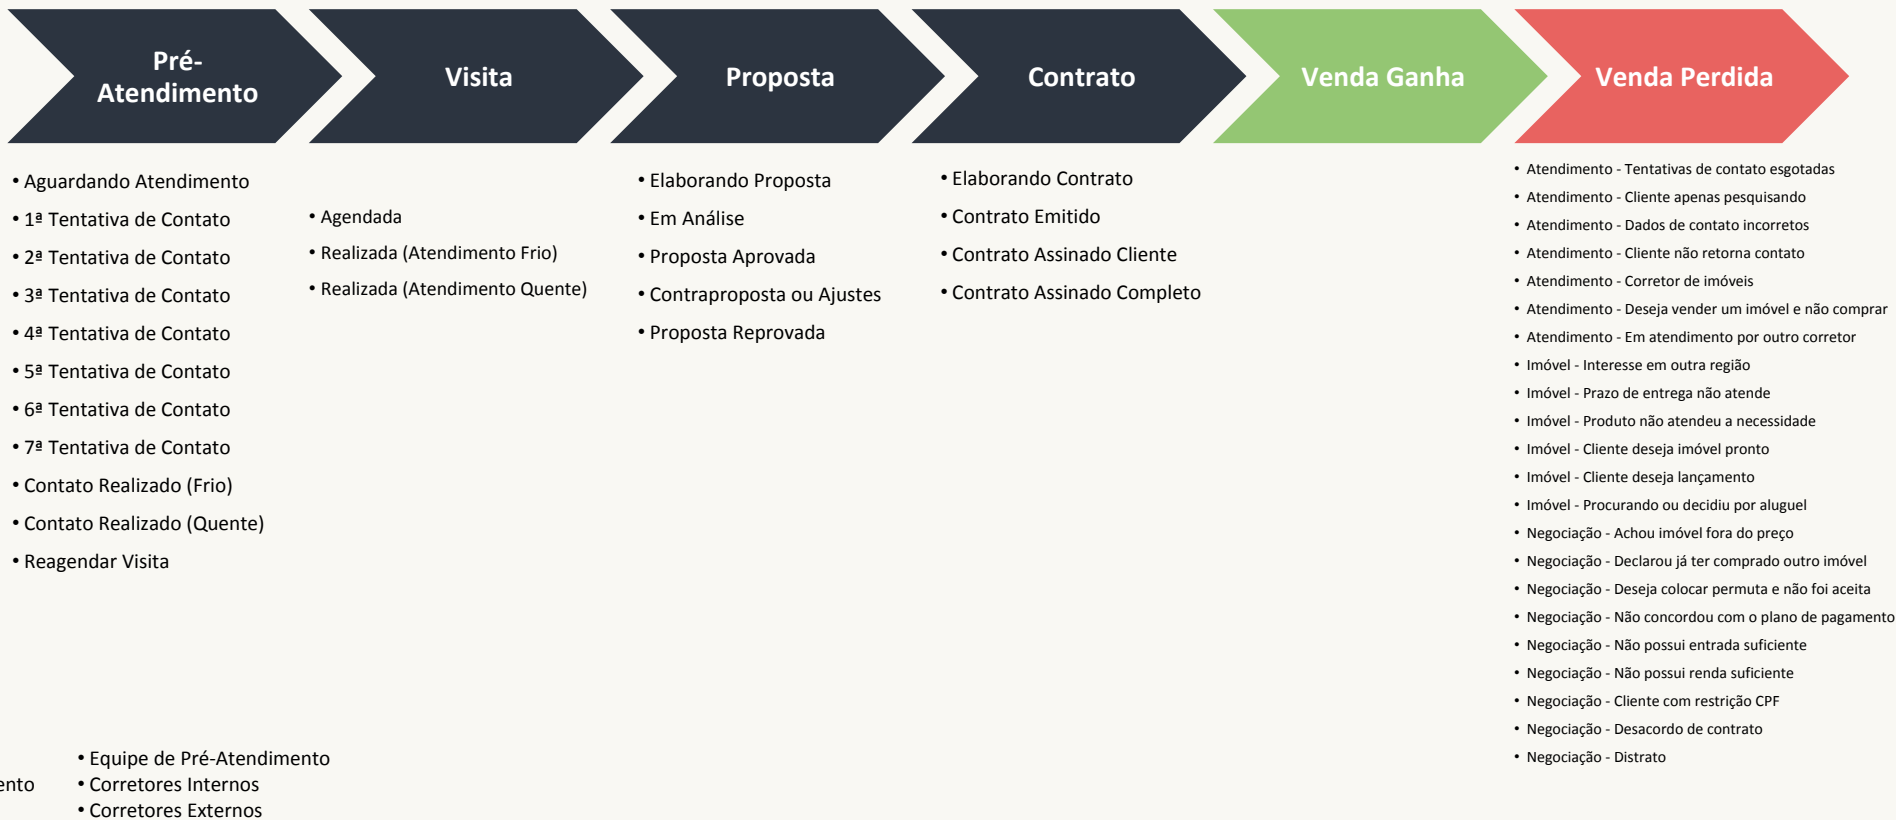 Pré-
Atendimento
Visita
Proposta
Contrato
Venda Ganha
Venda Perdida
• Aguardando Atendimento
• 1ª Tentativa de Contato
• 2ª Tentativa de Contato
• 3ª Tentativa de Contato
• 4ª Tentativa de Contato
• 5ª Tentativa de Contato
• 6ª Tentativa de Contato
• 7ª Tentativa de Contato
• Contato Realizado (Frio)
• Contato Realizado (Quente)
• Reagendar Visita
• Agendada
• Realizada (Atendimento Frio)
• Realizada (Atendimento Quente)
• Elaborando Proposta
• Em Análise
• Proposta Aprovada
• Contraproposta ou Ajustes
• Proposta Reprovada
• Elaborando Contrato
• Contrato Emitido
• Contrato Assinado Cliente
• Contrato Assinado Completo
• Atendimento - Tentativas de contato esgotadas
• Atendimento - Cliente apenas pesquisando
• Atendimento - Dados de contato incorretos
• Atendimento - Cliente não retorna contato
• Atendimento - Corretor de imóveis
• Atendimento - Deseja vender um imóvel e não comprar
• Atendimento - Em atendimento por outro corretor
• Imóvel - Interesse em outra região
• Imóvel - Prazo de entrega não atende
• Imóvel - Produto não atendeu a necessidade
• Imóvel - Cliente deseja imóvel pronto
• Imóvel - Cliente deseja lançamento
• Imóvel - Procurando ou decidiu por aluguel
• Negociação - Achou imóvel fora do preço
• Negociação - Declarou já ter comprado outro imóvel
• Negociação - Deseja colocar permuta e não foi aceita
• Negociação - Não concordou com o plano de pagamento
• Negociação - Não possui entrada suficiente
• Negociação - Não possui renda suficiente
• Negociação - Cliente com restrição CPF
• Negociação - Desacordo de contrato
• Negociação - Distrato
ento
• Equipe de Pré-Atendimento
• Corretores Internos
• Corretores Externos